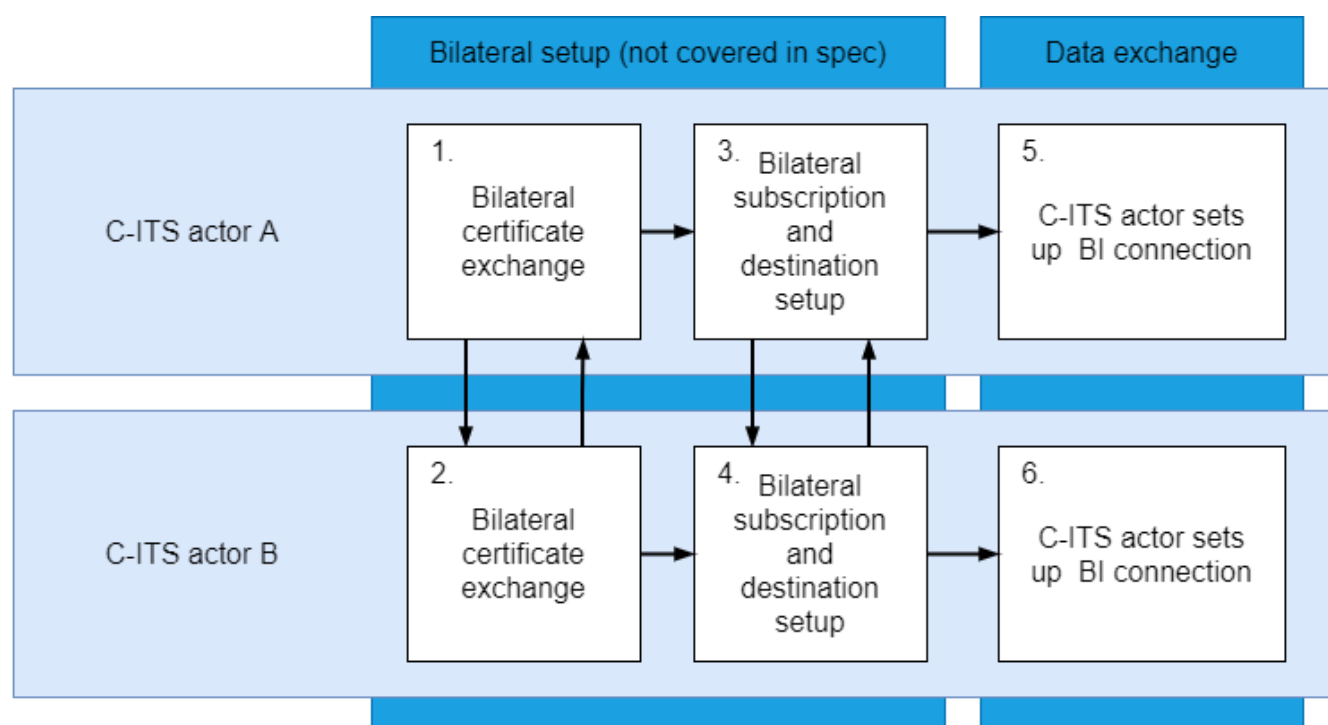 Bilateral setup (not covered in spec)
Data exchange
C-ITS actor A
1.
Bilateral
certificate
exchange
3.
Bilateral
subscription
and
destination
setup
5.
C-ITS actor sets
up  BI connection
C-ITS actor B
2.
Bilateral
certificate
exchange
4.
Bilateral
subscription
and
destination
setup
6.
C-ITS actor sets
up  BI connection